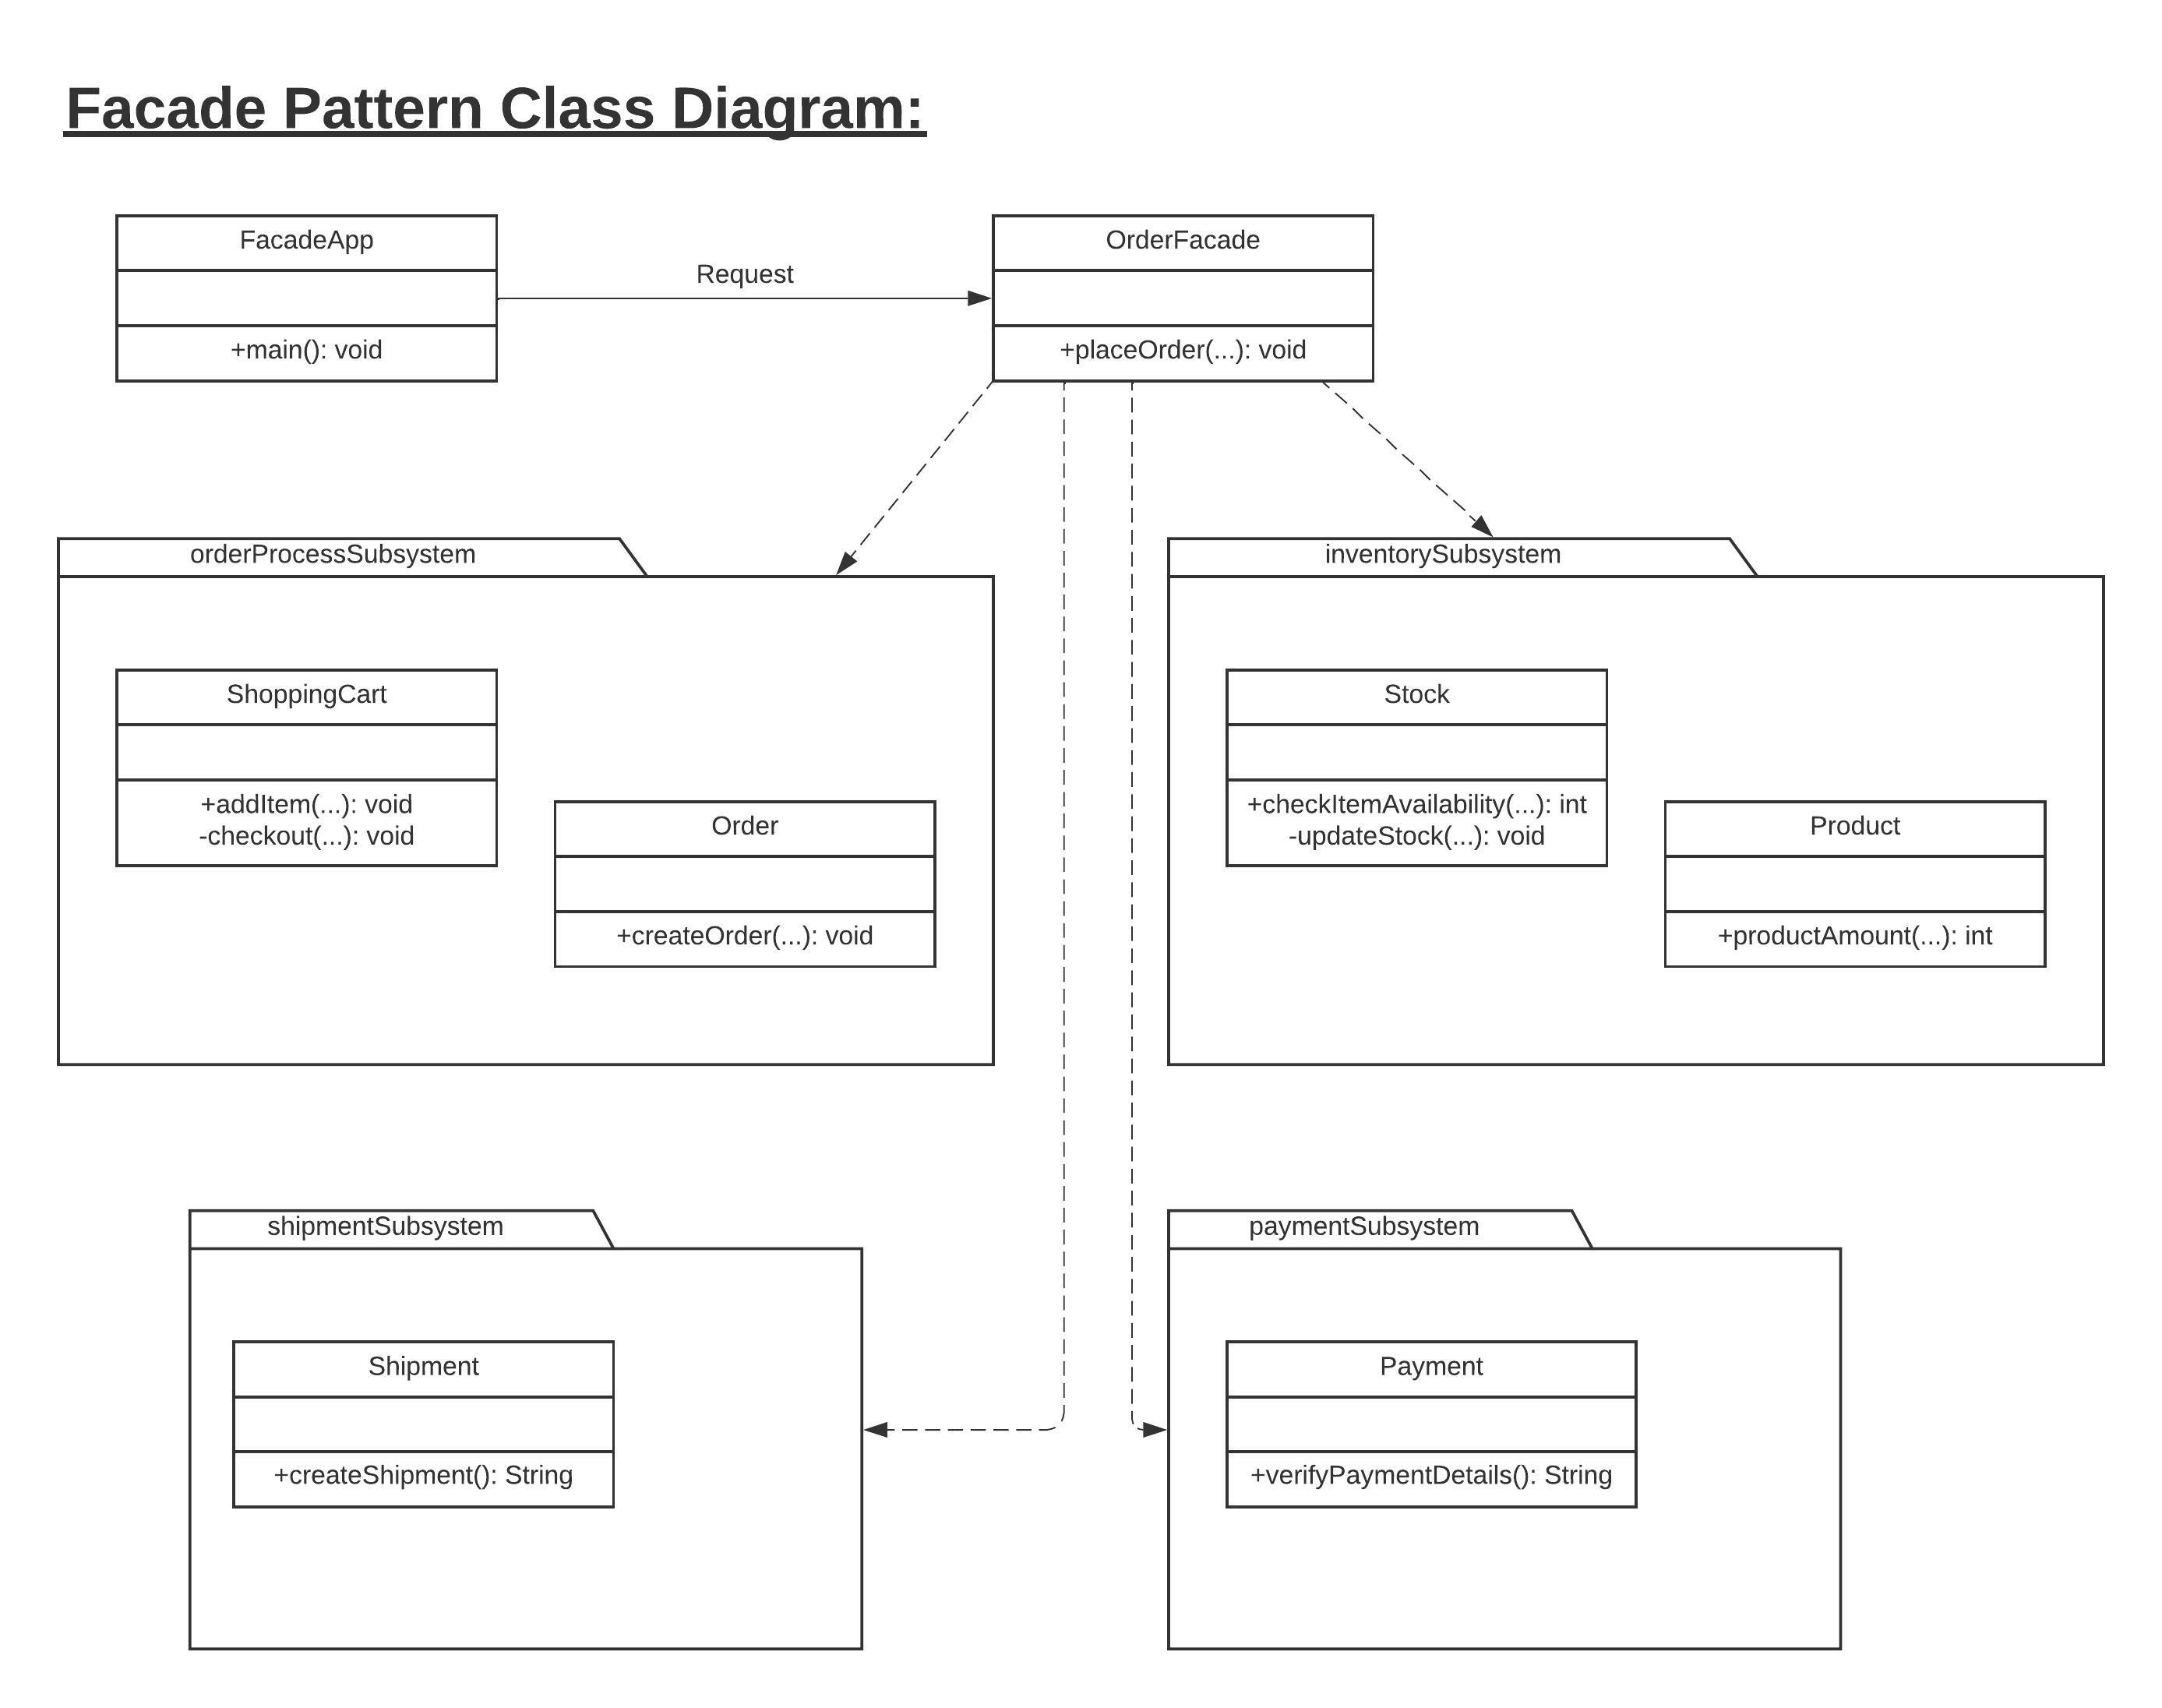 Facade Pattern Class Diagram:
FacadeApp
+main(): void
Request
OrderFacade
+placeOrder(...): void
orderProcessSubsystem
ShoppingCart
+addItem(...): void
-checkout(...): void
Order
+createOrder(...): void
inventorySubsystem
Stock
+checkItemAvailability(...): int
-updateStock(...): void
Product
+productAmount(...): int
shipmentSubsystem
Shipment
+createShipment(): String
paymentSubsystem
Payment
+verifyPaymentDetails(): String